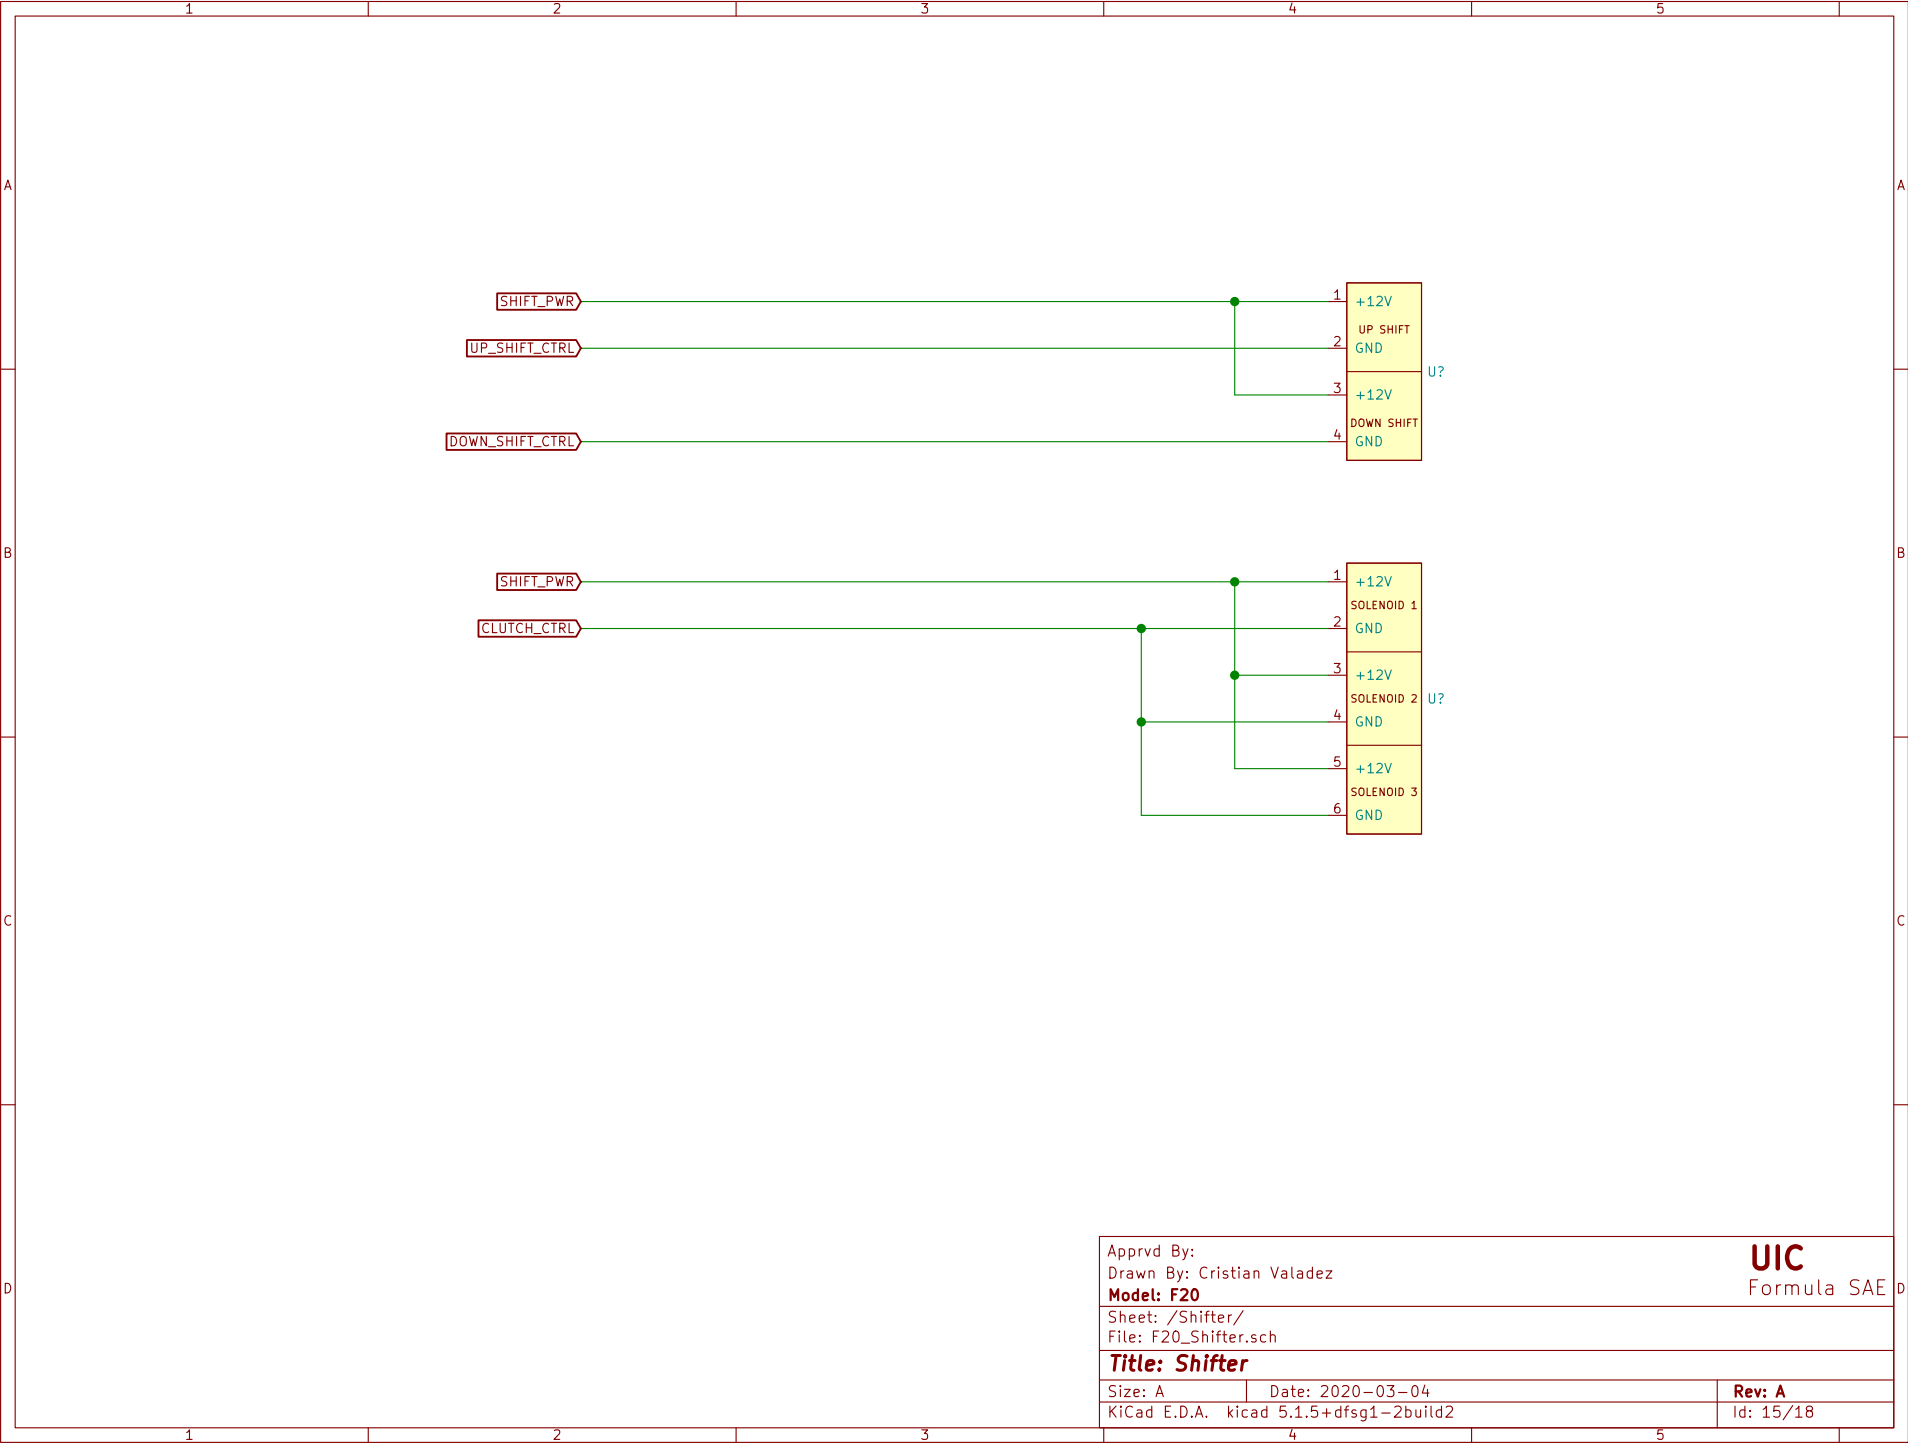 1 2 3 4 5
A A
SHIFT_PWR 1 +12V
UP SHIFT
UP_SHIFT_CTRL 2 GND
U?
3 +12V
DOWN SHIFT
DOWN_SHIFT_CTRL 4 GND
B B
SHIFT_PWR 1 +12V
SOLENOID 1
CLUTCH_CTRL 2 GND
3 +12V
SOLENOID 2 U?
4 GND
5 +12V
SOLENOID 3
6 GND
C C
Apprvd By:
UIC
Drawn By: Cristian Valadez
Formula SAE
D D
Model: F20
Sheet: /Shifter/
File: F20_Shifter.sch
Title: Shifter
Size: A Date: 2020-03-04 Rev: A
KiCad E.D.A. kicad 5.1.5+dfsg1-2build2 Id: 15/18
1 2 3 4 5